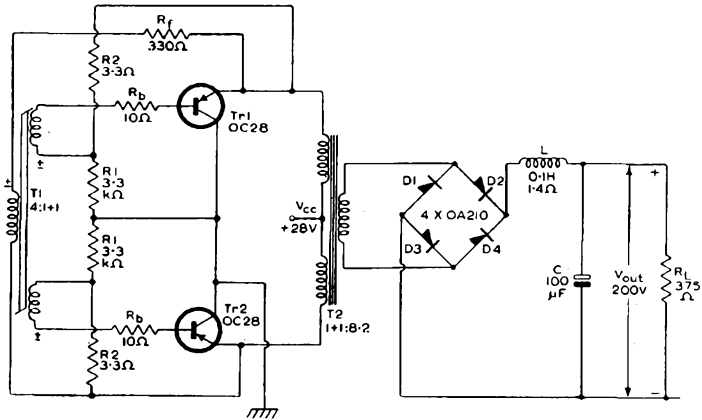 Rf
330Ω
R2
3·3Ω
Rb
10Ω
Tr1
OC28
T1
4:1+1
R1
3·3
kΩ
R1
3·3
kΩ
Vcc
+28V
Tr2
OC28
Rb
10Ω
R2
3·3Ω
T2
1+1:8·2
D1
D2
4 X OA210
D3
D4
L
0·1H
1·4Ω
C
100
μF
+
Vout
200V
−
RL
375
Ω